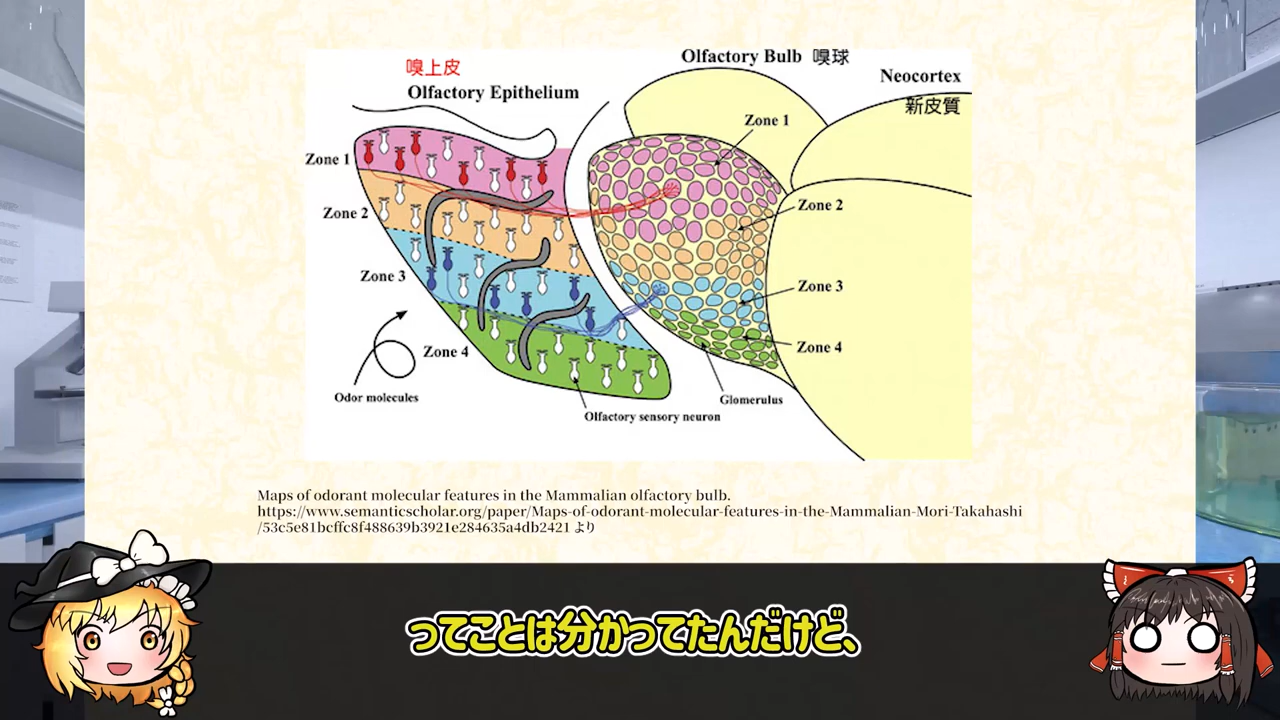 嗅上皮
Olfactory Epithelium
Olfactory Bulb 嗅球
Neocortex
新皮質
Zone 1
Zone 1
Zone 2
Zone 2
Zone 3
Zone 3
Zone 4
Zone 4
Odor molecules
Glomerulus
Olfactory sensory neuron
Maps of odorant molecular features in the Mammalian olfactory bulb.
https://www.semanticscholar.org/paper/Maps-of-odorant-molecular-features-in-the-Mammalian-Mori-Takahashi
/53c5e81bcffc8f488639b3921e284635a4db2421 より
ってことは分かってたんだけど、